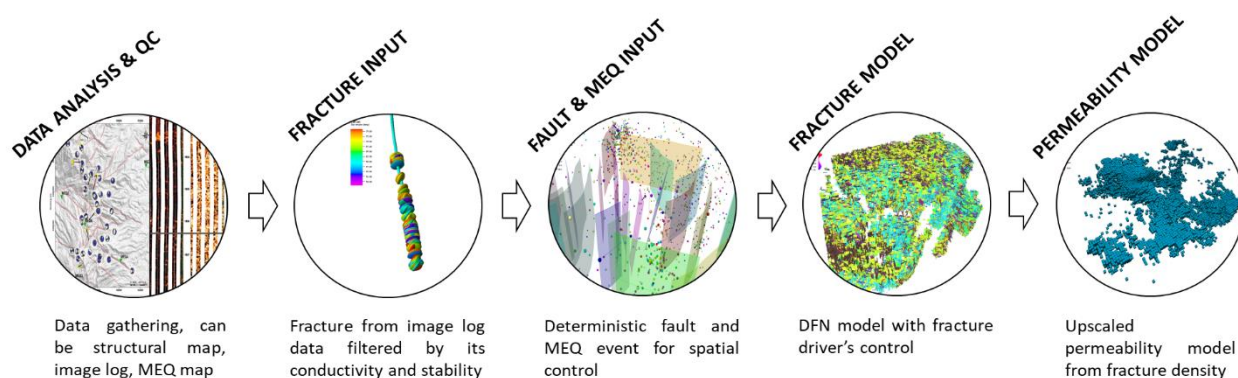 DATA ANALYSIS & QC
FRACTURE INPUT
FAULT & MEQ INPUT
FRACTURE MODEL
PERMEABILITY MODEL
Data gathering, can
be structural map,
image log, MEQ map
Fracture from image log
data filtered by its
conductivity and stability
Deterministic fault and
MEQ event for spatial
control
DFN model with fracture
driver's control
Upscaled
permeability model
from fracture density